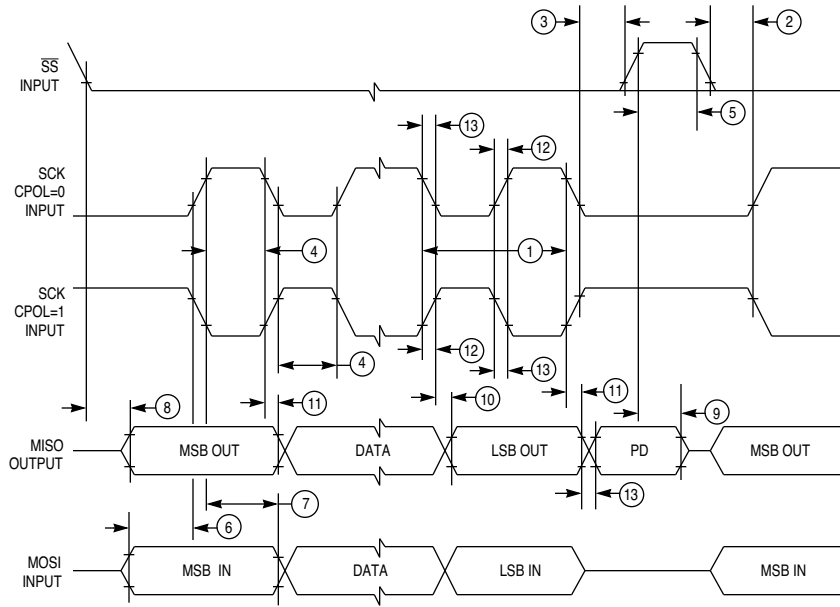 3
2
S̅S̅
INPUT
5
13
12
SCK
CPOL=0
INPUT
4
1
SCK
CPOL=1
INPUT
12
4
13
8
11
10
11
9
MISO
OUTPUT
MSB OUT
DATA
LSB OUT
PD
MSB OUT
13
7
6
MOSI
INPUT
MSB IN
DATA
LSB IN
MSB IN